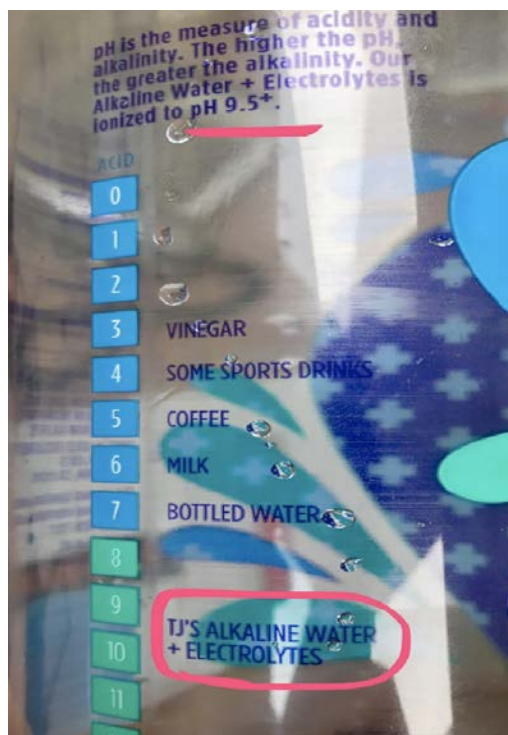 pH is the measure of acidity and
alkalinity. The higher the pH,
the greater the alkalinity. Our
Alkaline Water + Electrolytes is
ionized to pH 9.5+.
ACID
0
1
2
3 VINEGAR
4 SOME SPORTS DRINKS
5 COFFEE
6 MILK
7 BOTTLED WATER
8
9
TJ'S ALKALINE WATER
10 + ELECTROLYTES
11